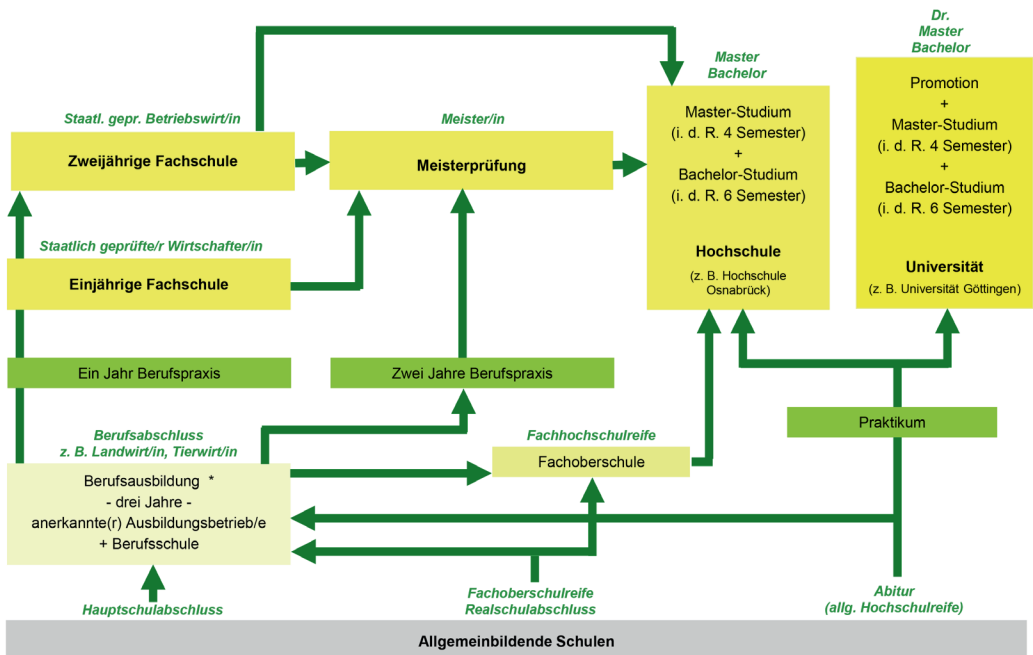 Dr.
Master
Bachelor
Master
Bachelor
Promotion
+
Master-Studium
(i. d. R. 4 Semester)
+
Bachelor-Studium
(i. d. R. 6 Semester)
Universität
(z. B. Universität Göttingen)
Master-Studium
(i. d. R. 4 Semester)
+
Bachelor-Studium
(i. d. R. 6 Semester)
Hochschule
(z. B. Hochschule
Osnabrück)
Staatl. gepr. Betriebswirt/in
Zweijährige Fachschule
Meister/in
Meisterprüfung
Staatlich geprüfte/r Wirtschafter/in
Einjährige Fachschule
Ein Jahr Berufspraxis
Zwei Jahre Berufspraxis
Praktikum
Berufsabschluss
z. B. Landwirt/in, Tierwirt/in
Berufsausbildung *
- drei Jahre -
anerkannte(r) Ausbildungsbetrieb/e
+ Berufsschule
Fachhochschulreife
Fachoberschule
Hauptschulabschluss
Fachoberschulreife
Realschulabschluss
Abitur
(allg. Hochschulreife)
Allgemeinbildende Schulen